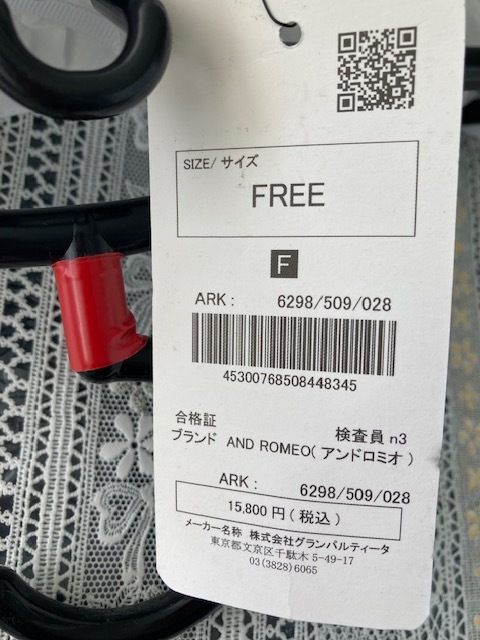 SIZE/ サイズ
FREE
F
ARK : 6298/509/028
45300768508448345
合格証 検査員 n3
ブランド AND ROMEO( アンドロミオ )
ARK : 6298/509/028
15,800 円 ( 税込 )
メーカー名称 株式会社グランパルティータ
東京都文京区千駄木 5-49-17
03(3828)6065